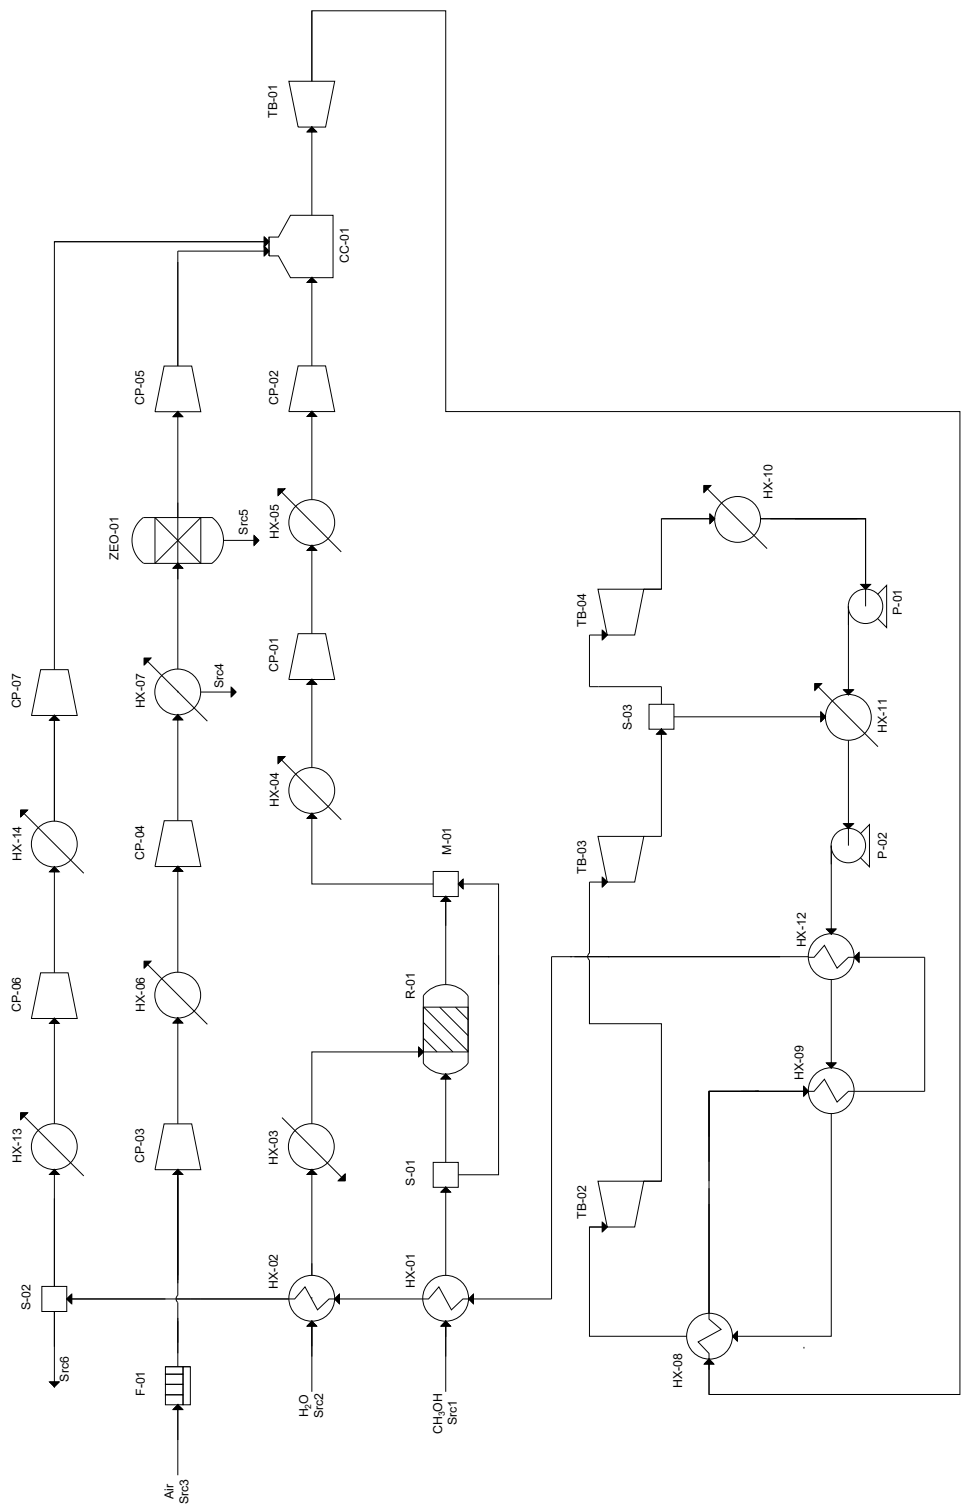 S-02
HX-13
CP-06
HX-14
CP-07
Src6
F-01
CP-03
HX-06
CP-04
HX-07
ZEO-01
CP-05
Air
Src3
Src4
Src5
HX-02
HX-03
HX-04
CP-01
HX-05
CP-02
TB-01
H₂O
Src2
CC-01
HX-01
S-01
R-01
M-01
CH₃OH
Src1
TB-02
TB-03
TB-04
S-03
HX-08
HX-09
HX-12
HX-10
P-02
HX-11
P-01